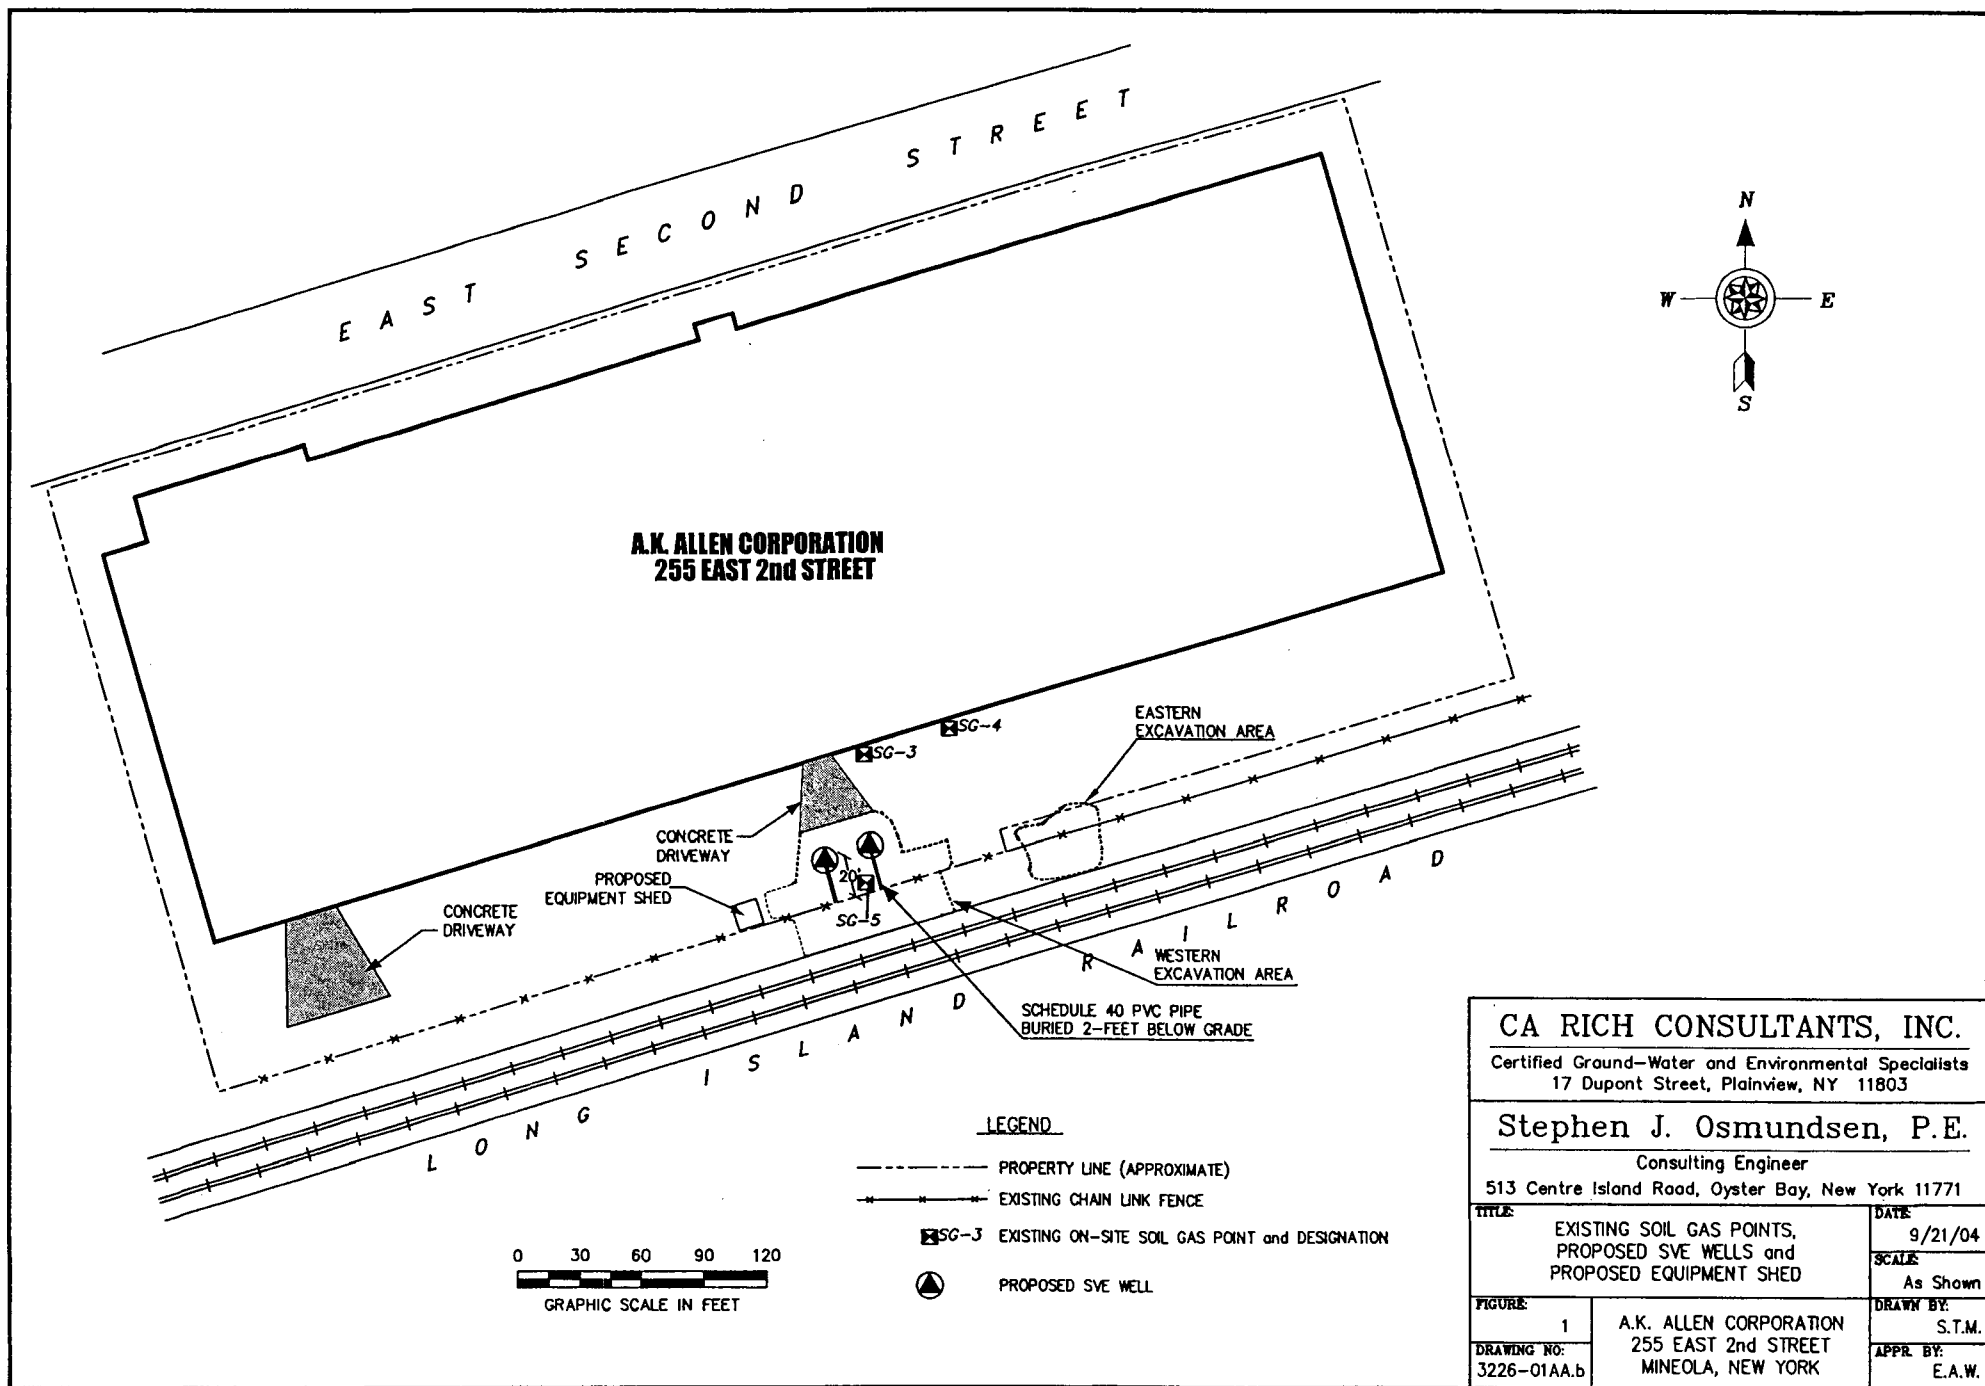 EAST SECOND STREET
N
W E
S
A.K. ALLEN CORPORATION
255 EAST 2nd STREET
SG-4
SG-3
EASTERN
EXCAVATION AREA
CONCRETE
DRIVEWAY
PROPOSED
EQUIPMENT SHED
20'
SG-5
CONCRETE
DRIVEWAY
WESTERN
EXCAVATION AREA
SCHEDULE 40 PVC PIPE
BURIED 2-FEET BELOW GRADE
LONG ISLAND RAILROAD
LEGEND
PROPERTY LINE (APPROXIMATE)
EXISTING CHAIN LINK FENCE
SG-3 EXISTING ON-SITE SOIL GAS POINT and DESIGNATION
PROPOSED SVE WELL
0 30 60 90 120
GRAPHIC SCALE IN FEET
CA RICH CONSULTANTS, INC.
Certified Ground-Water and Environmental Specialists
17 Dupont Street, Plainview, NY 11803
Stephen J. Osmundsen, P.E.
Consulting Engineer
513 Centre Island Road, Oyster Bay, New York 11771
TITLE:
EXISTING SOIL GAS POINTS,
PROPOSED SVE WELLS and
PROPOSED EQUIPMENT SHED
DATE:
9/21/04
SCALE:
As Shown
FIGURE:
1
DRAWING NO:
3226-01AA.b
A.K. ALLEN CORPORATION
255 EAST 2nd STREET
MINEOLA, NEW YORK
DRAWN BY:
S.T.M.
APPR. BY:
E.A.W.